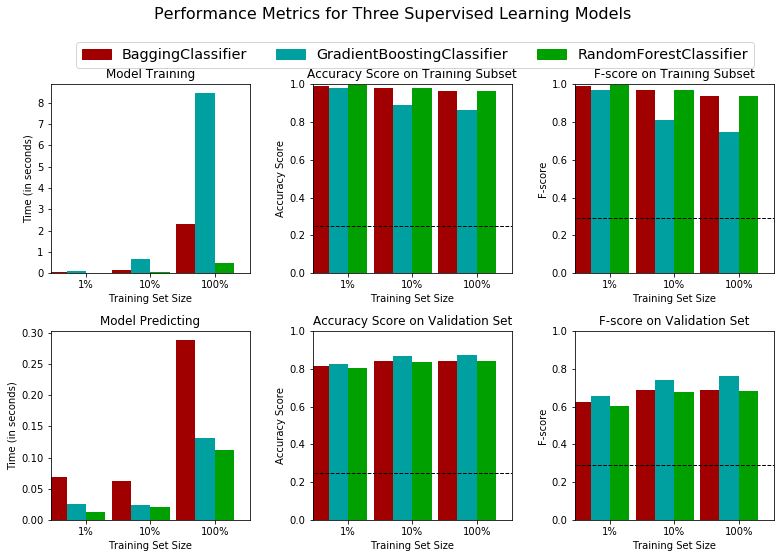 Performance Metrics for Three Supervised Learning Models
BaggingClassifier GradientBoostingClassifier RandomForestClassifier
Model Training
Time (in seconds)
8
7
6
5
4
3
2
1
0
1% 10% 100%
Training Set Size
Accuracy Score on Training Subset
Accuracy Score
1.0
0.8
0.6
0.4
0.2
0.0
1% 10% 100%
Training Set Size
F-score on Training Subset
F-score
1.0
0.8
0.6
0.4
0.2
0.0
1% 10% 100%
Training Set Size
Model Predicting
Time (in seconds)
0.30
0.25
0.20
0.15
0.10
0.05
0.00
1% 10% 100%
Training Set Size
Accuracy Score on Validation Set
Accuracy Score
1.0
0.8
0.6
0.4
0.2
0.0
1% 10% 100%
Training Set Size
F-score on Validation Set
F-score
1.0
0.8
0.6
0.4
0.2
0.0
1% 10% 100%
Training Set Size